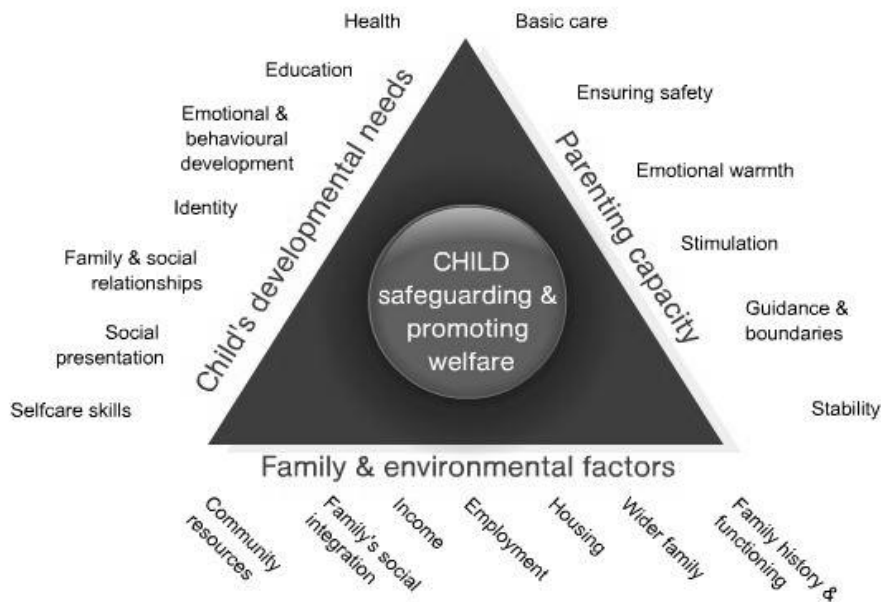 Health
Basic care
Education
Ensuring safety
Emotional &
behavioural
development
Emotional warmth
Identity
Stimulation
Family & social
relationships
Guidance &
boundaries
Social
presentation
Selfcare skills
Stability
Child's developmental needs
Parenting capacity
CHILD
safeguarding &
promoting
welfare
Family & environmental factors
Community
resources
Family's social
integration
Income
Employment
Housing
Wider family
Family history &
functioning